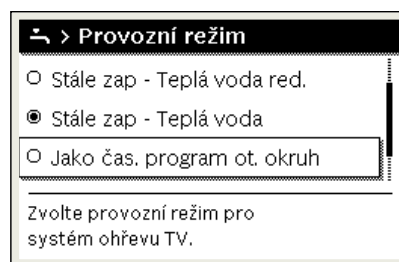 > Provozní režim
Stále zap - Teplá voda red.
Stále zap - Teplá voda
Jako čas. program ot. okruh
Zvolte provozní režim pro
systém ohřevu TV.